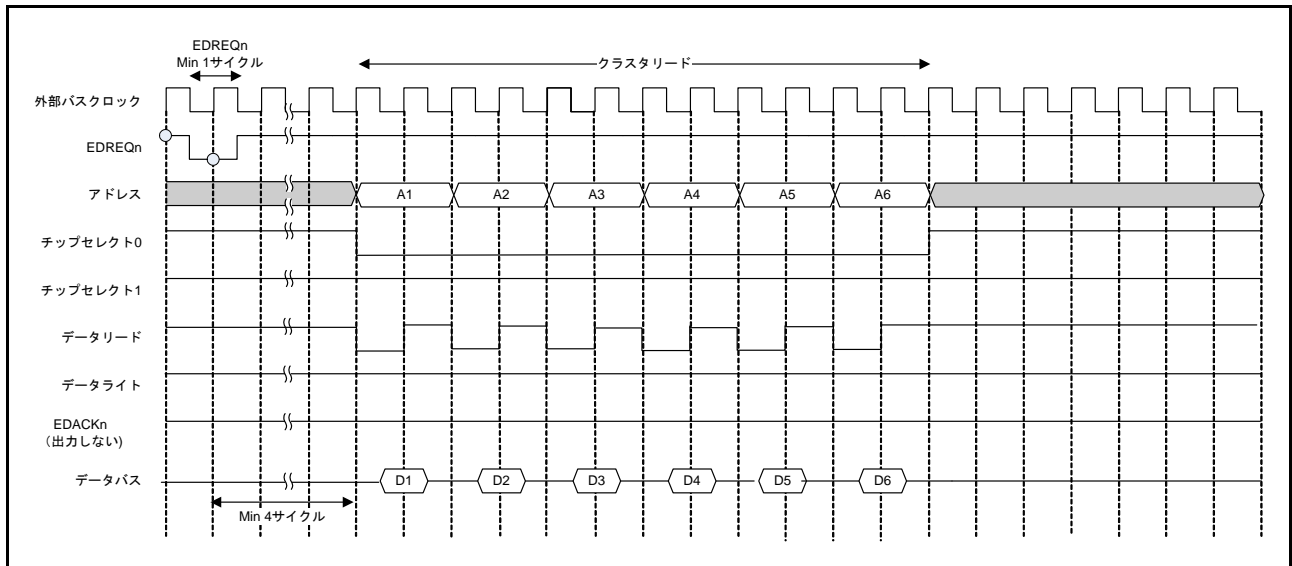 EDREQn
Min 1サイクル
クラスタリード
外部バスクロック
EDREQn
アドレス
A1
A2
A3
A4
A5
A6
チップセレクト0
チップセレクト1
データリード
データライト
EDACKn
（出力しない)
データバス
D1
D2
D3
D4
D5
D6
Min 4サイクル